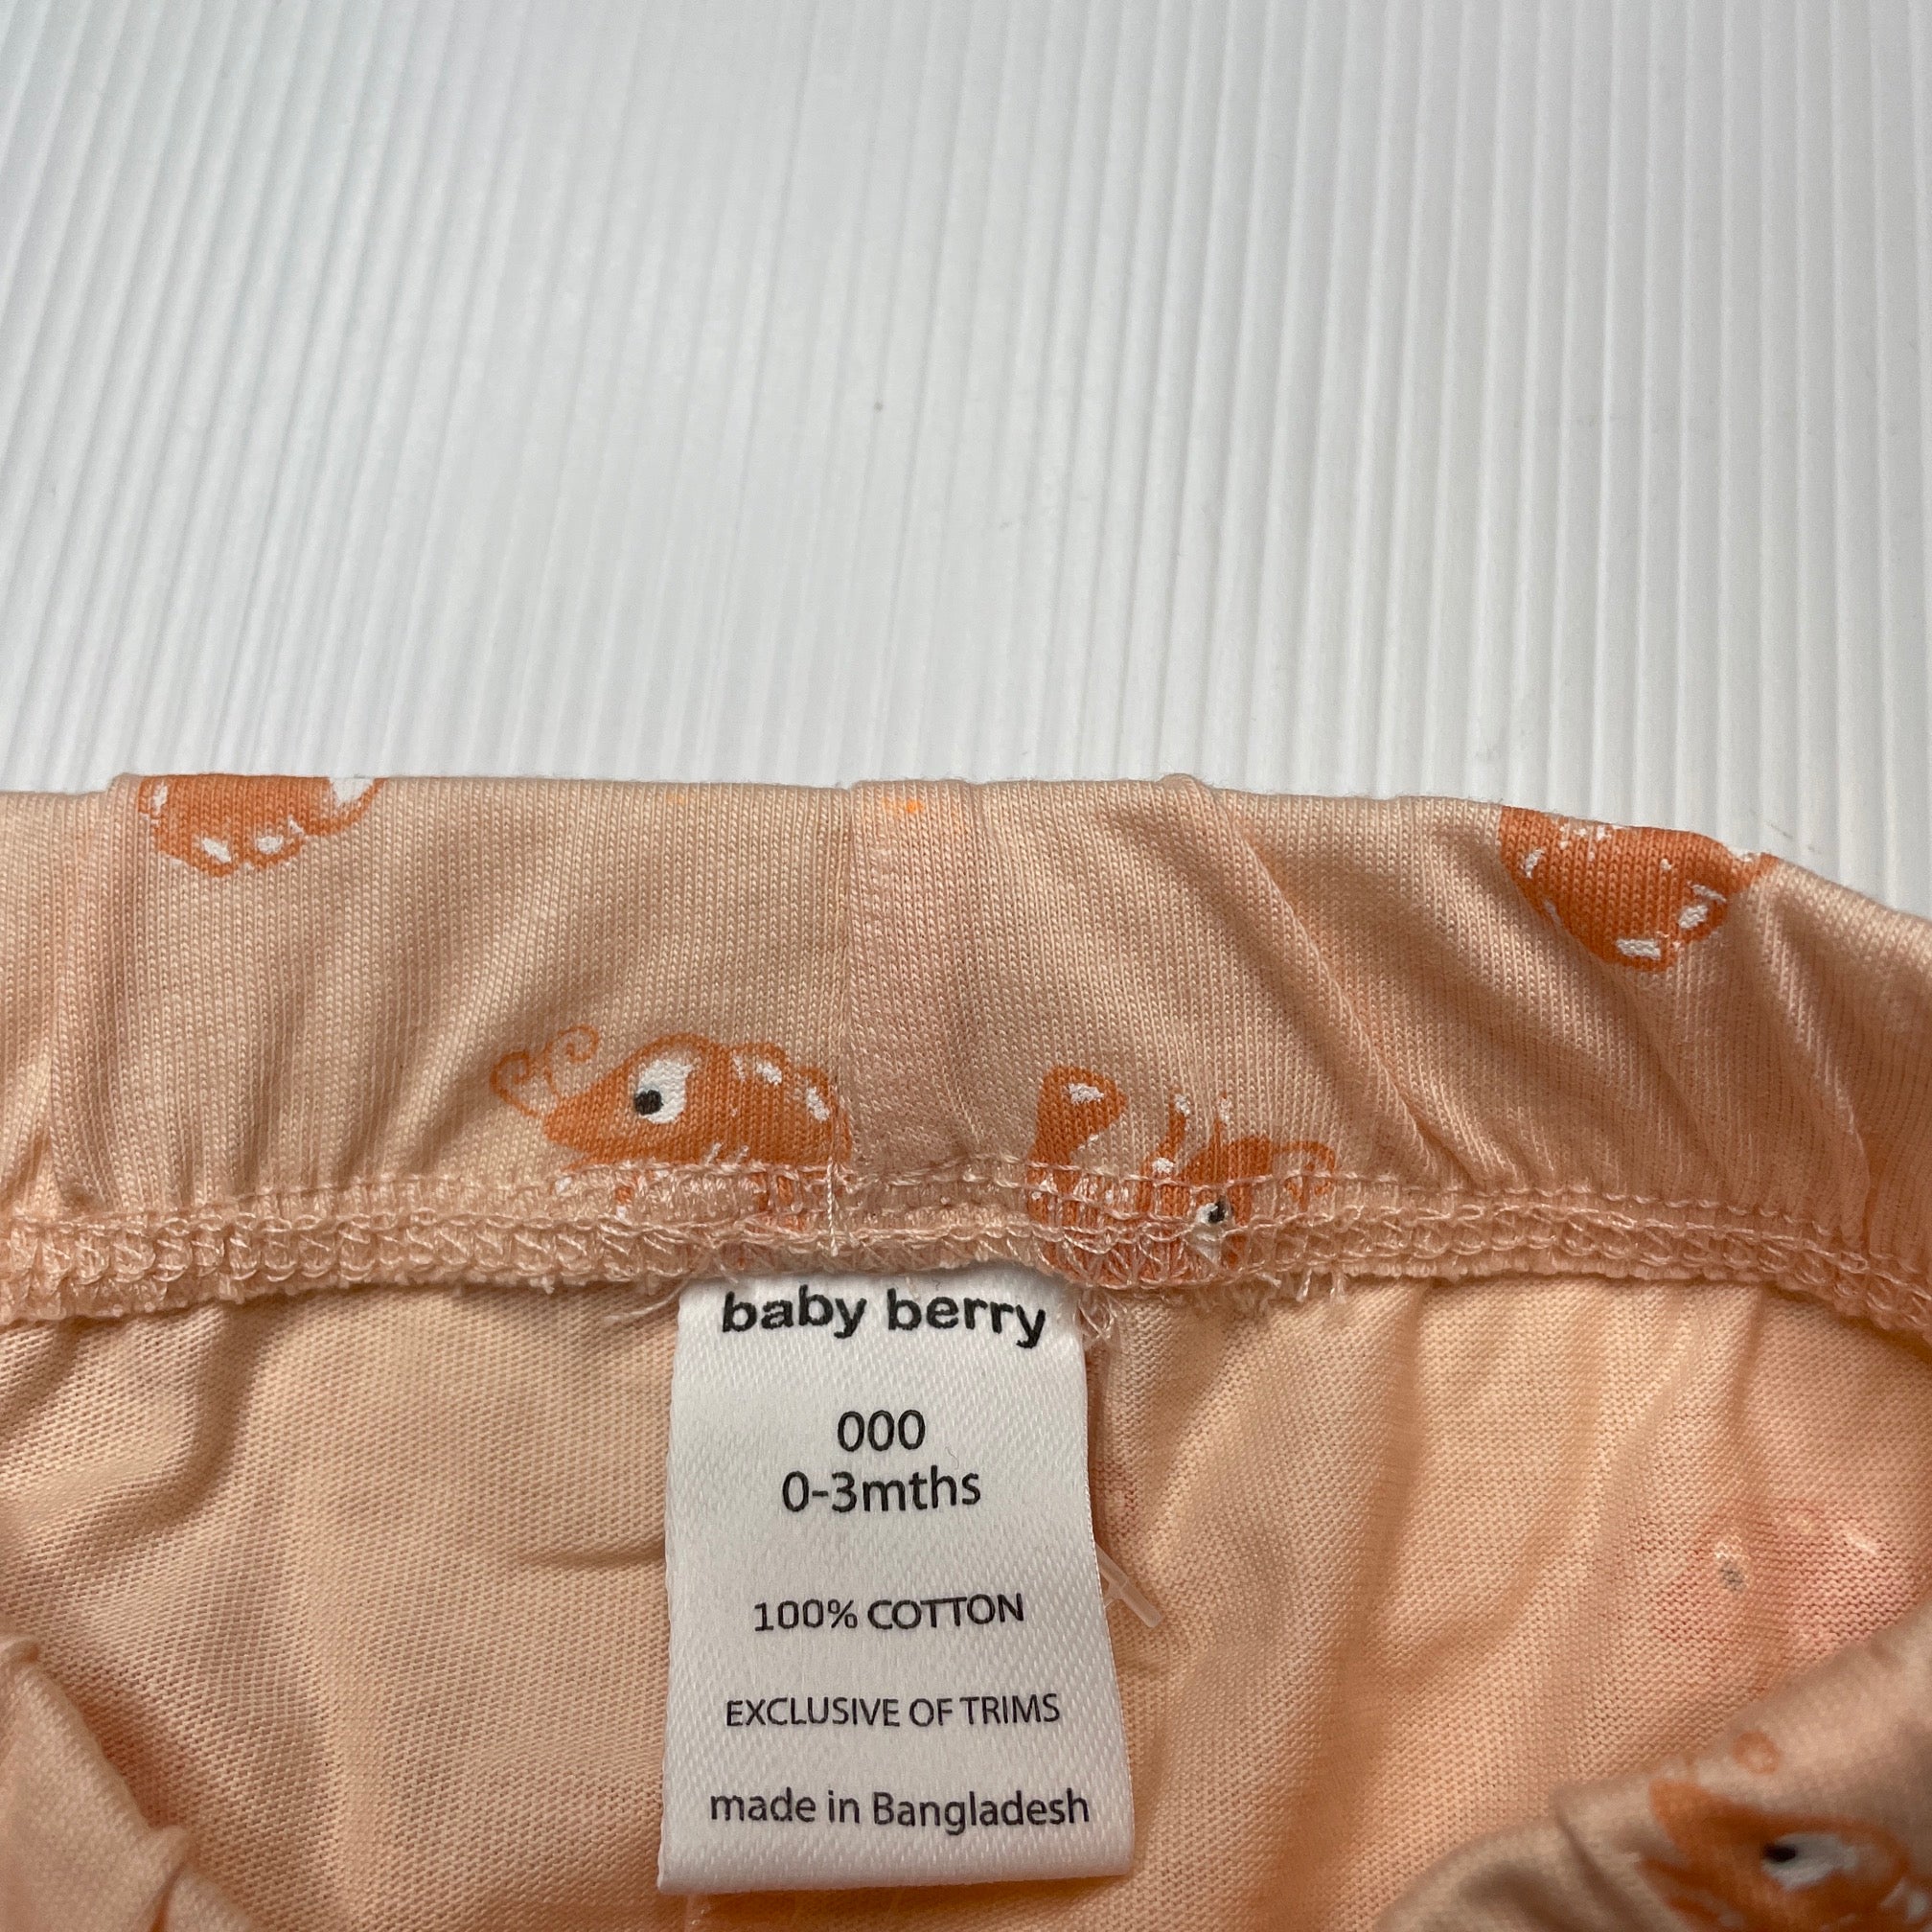 baby berry
000
0-3mths
100% COTTON
EXCLUSIVE OF TRIMS
made in Bangladesh